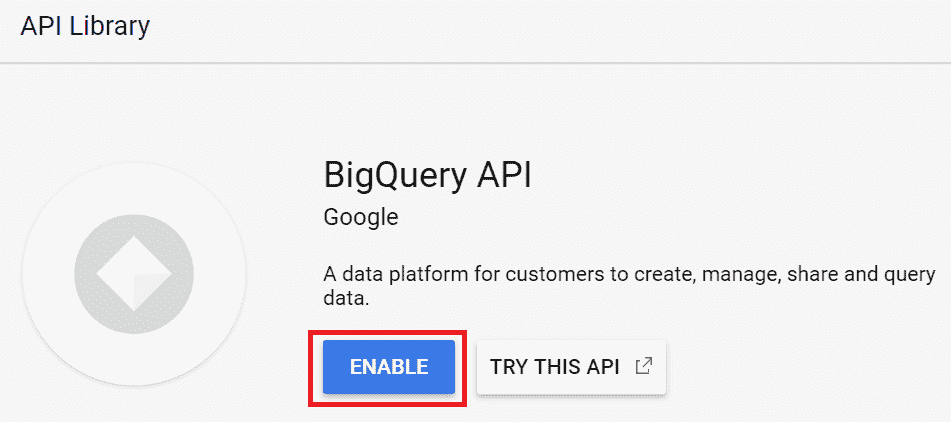 API Library
BigQuery API
Google
A data platform for customers to create, manage, share and query
data.
ENABLE
TRY THIS API